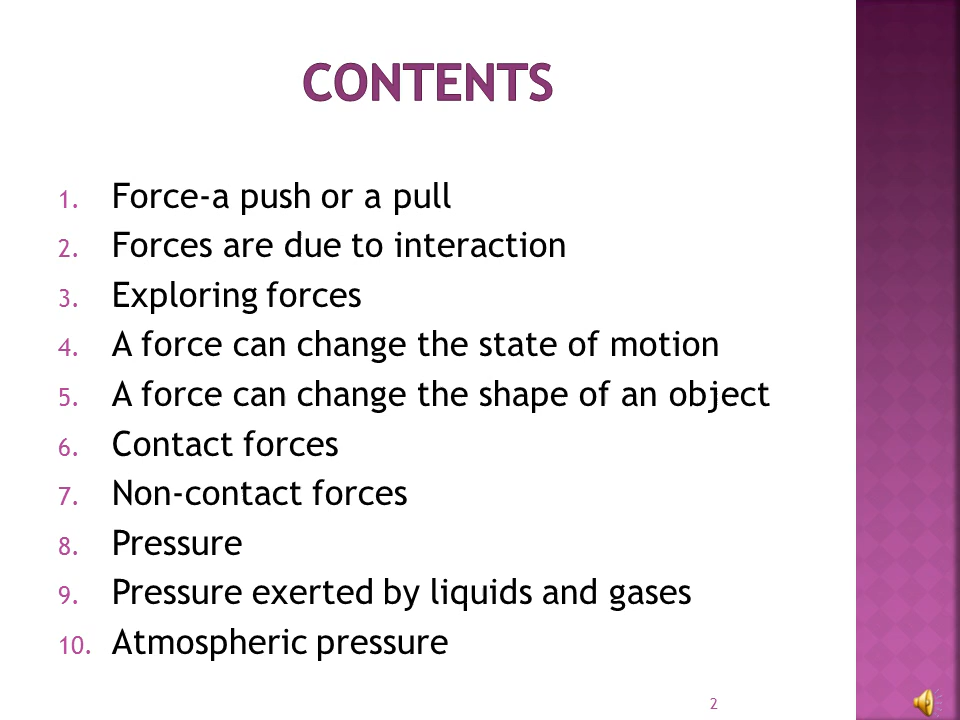 CONTENTS
1. Force-a push or a pull
2. Forces are due to interaction
3. Exploring forces
4. A force can change the state of motion
5. A force can change the shape of an object
6. Contact forces
7. Non-contact forces
8. Pressure
9. Pressure exerted by liquids and gases
10. Atmospheric pressure
2